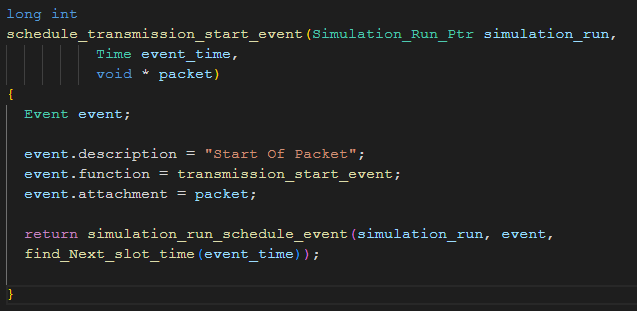 long int
schedule_transmission_start_event(Simulation_Run_Ptr simulation_run,
Time event_time,
void * packet)
{
Event event;
event.description = "Start Of Packet";
event.function = transmission_start_event;
event.attachment = packet;
return simulation_run_schedule_event(simulation_run, event,
find_Next_slot_time(event_time));
}